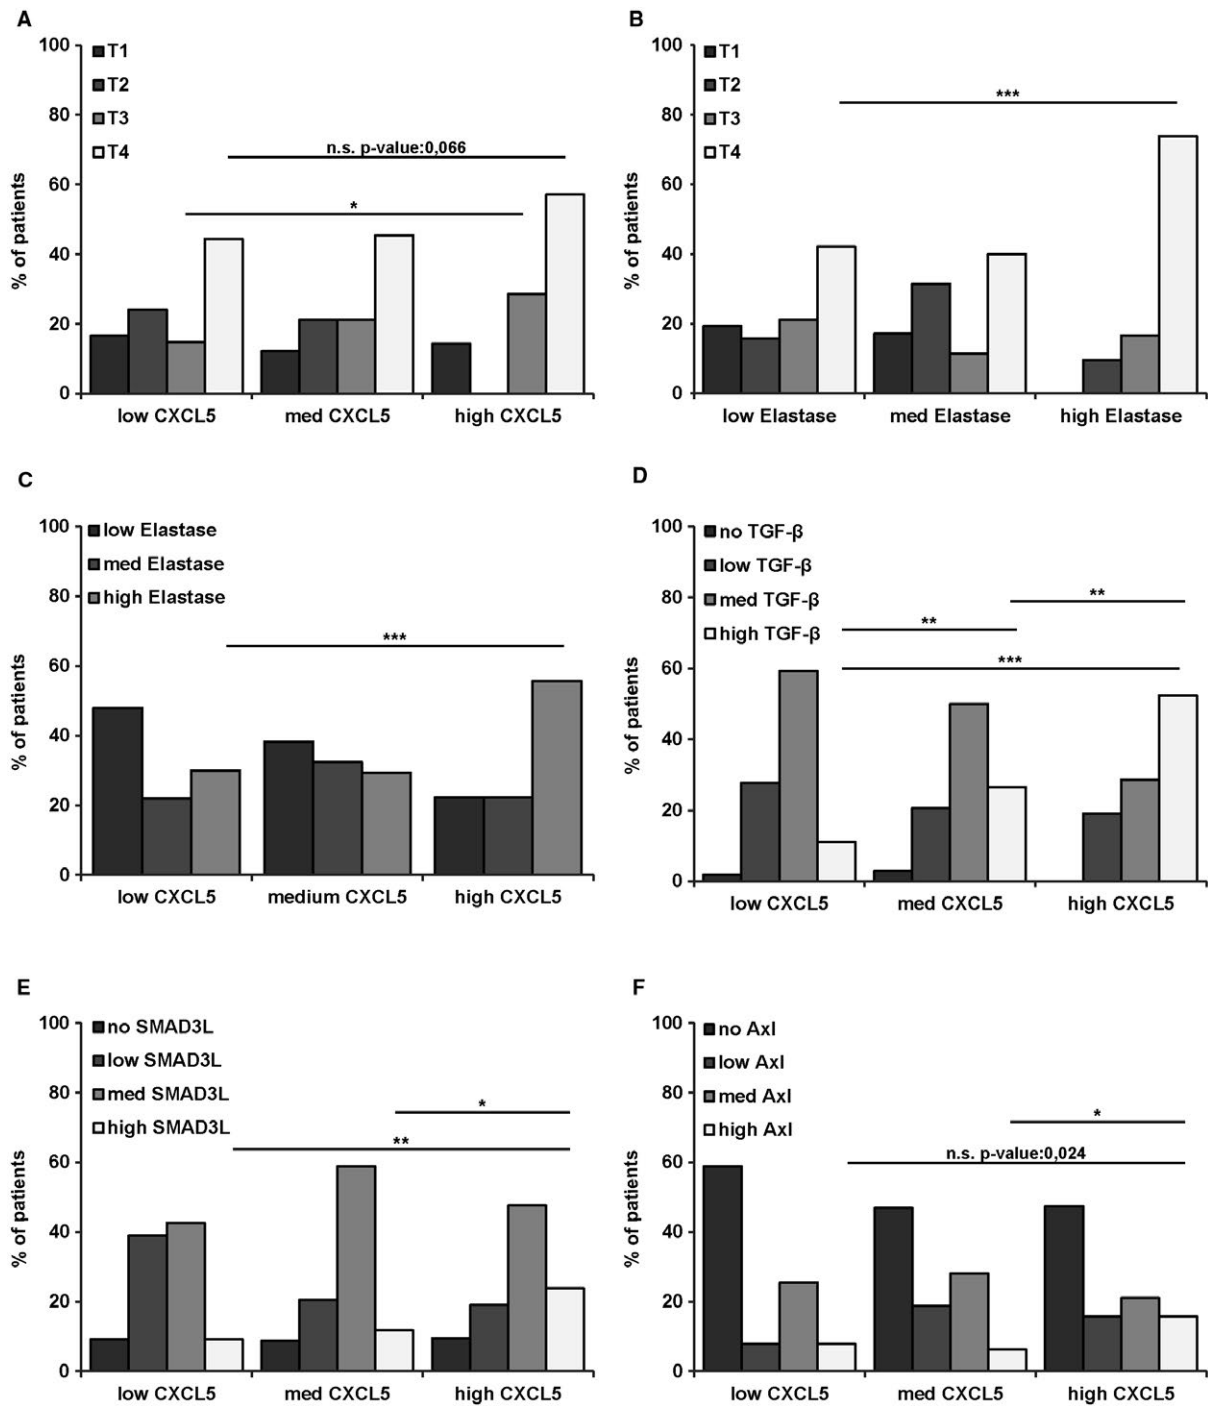 A
100
80
60
40
20
0
% of patients
T1
T2
T3
T4
n.s. p-value:0,066
*
low CXCL5
med CXCL5
high CXCL5
B
100
80
60
40
20
0
% of patients
T1
T2
T3
T4
***
low Elastase
med Elastase
high Elastase
C
100
80
60
40
20
0
% of patients
low Elastase
med Elastase
high Elastase
***
low CXCL5
medium CXCL5
high CXCL5
D
100
80
60
40
20
0
% of patients
no TGF-β
low TGF-β
med TGF-β
high TGF-β
**
**
***
low CXCL5
med CXCL5
high CXCL5
E
100
80
60
40
20
0
% of patients
no SMAD3L
low SMAD3L
med SMAD3L
high SMAD3L
*
**
low CXCL5
med CXCL5
high CXCL5
F
100
80
60
40
20
0
% of patients
no Axl
low Axl
med Axl
high Axl
*
n.s. p-value:0,024
low CXCL5
med CXCL5
high CXCL5